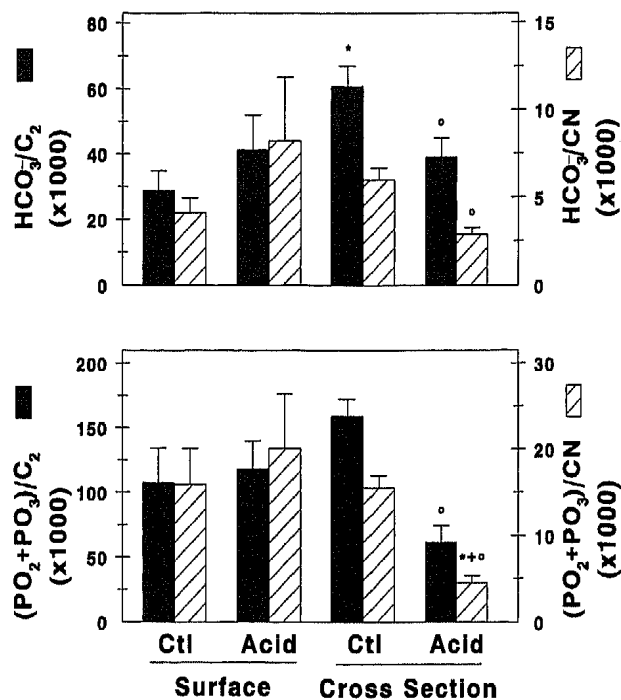 HCO₃⁻/C₂
(x1000)
80
60
40
20
0
*
o
o
15
10
5
0
HCO₃⁻/CN
(x1000)
(PO₂+PO₃)/C₂
(x1000)
200
150
100
50
0
o
*+o
30
20
10
0
(PO₂+PO₃)/CN
(x1000)
Ctl Acid Ctl Acid
Surface Cross Section